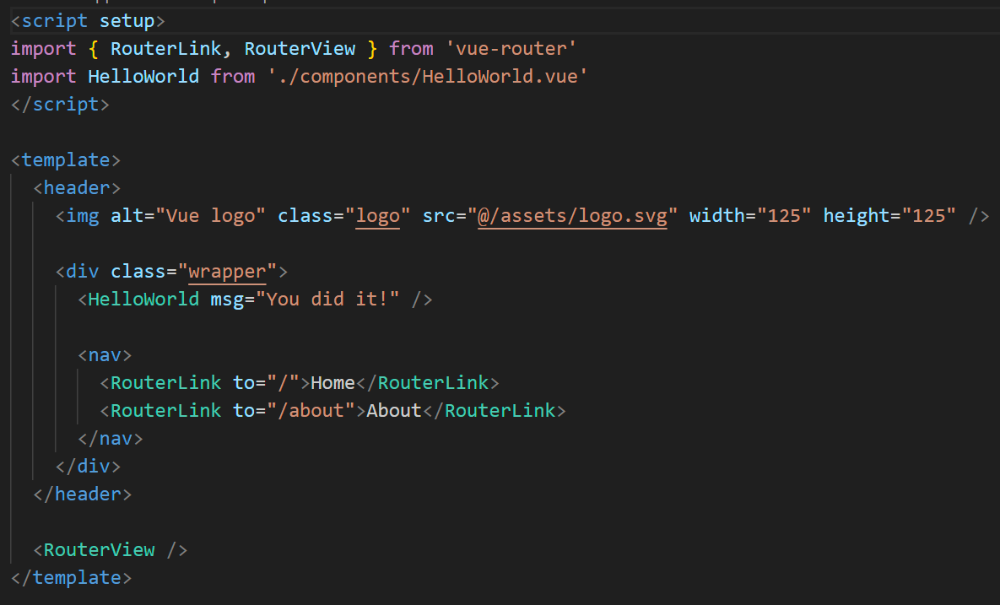 <script setup>
import { RouterLink, RouterView } from 'vue-router'
import HelloWorld from './components/HelloWorld.vue'
</script>

<template>
  <header>
    <img alt="Vue logo" class="logo" src="@/assets/logo.svg" width="125" height="125" />

    <div class="wrapper">
      <HelloWorld msg="You did it!" />

      <nav>
        <RouterLink to="/">Home</RouterLink>
        <RouterLink to="/about">About</RouterLink>
      </nav>
    </div>
  </header>

  <RouterView />
</template>